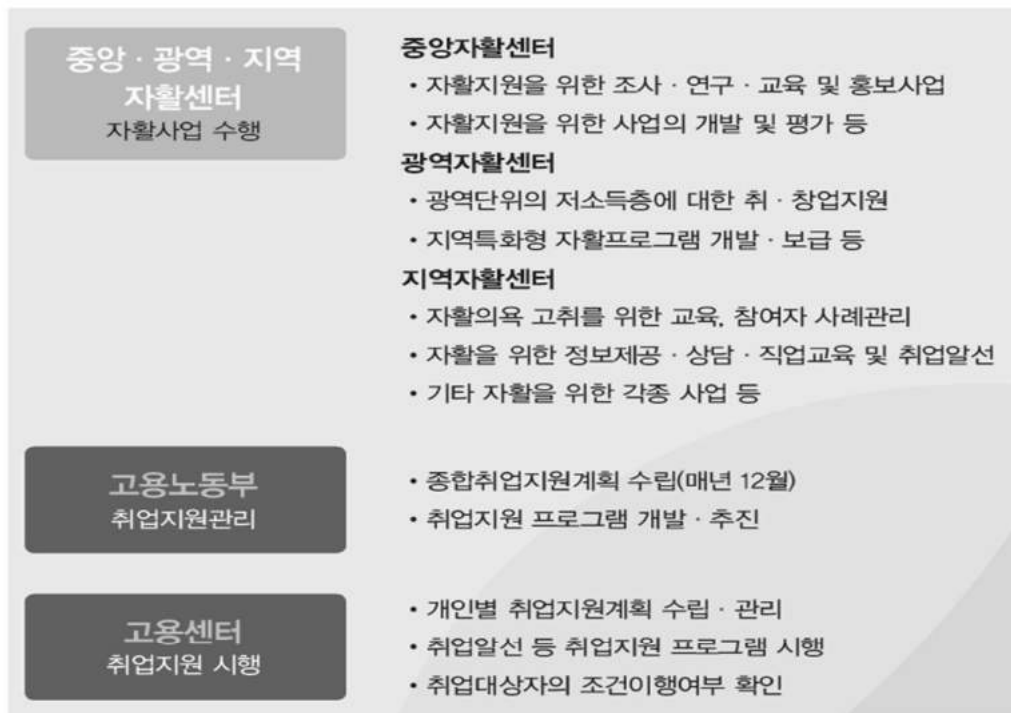 중앙 · 광역 · 지역
자활센터
자활사업 수행
중앙자활센터
• 자활지원을 위한 조사 · 연구 · 교육 및 홍보사업
• 자활지원을 위한 사업의 개발 및 평가 등
광역자활센터
• 광역단위의 저소득층에 대한 취 · 창업지원
• 지역특화형 자활프로그램 개발 · 보급 등
지역자활센터
• 자활의욕 고취를 위한 교육, 참여자 사례관리
• 자활을 위한 정보제공 · 상담 · 직업교육 및 취업알선
• 기타 자활을 위한 각종 사업 등
고용노동부
취업지원관리
• 종합취업지원계획 수립(매년 12월)
• 취업지원 프로그램 개발 · 추진
고용센터
취업지원 시행
• 개인별 취업지원계획 수립 · 관리
• 취업알선 등 취업지원 프로그램 시행
• 취업대상자의 조건이행여부 확인